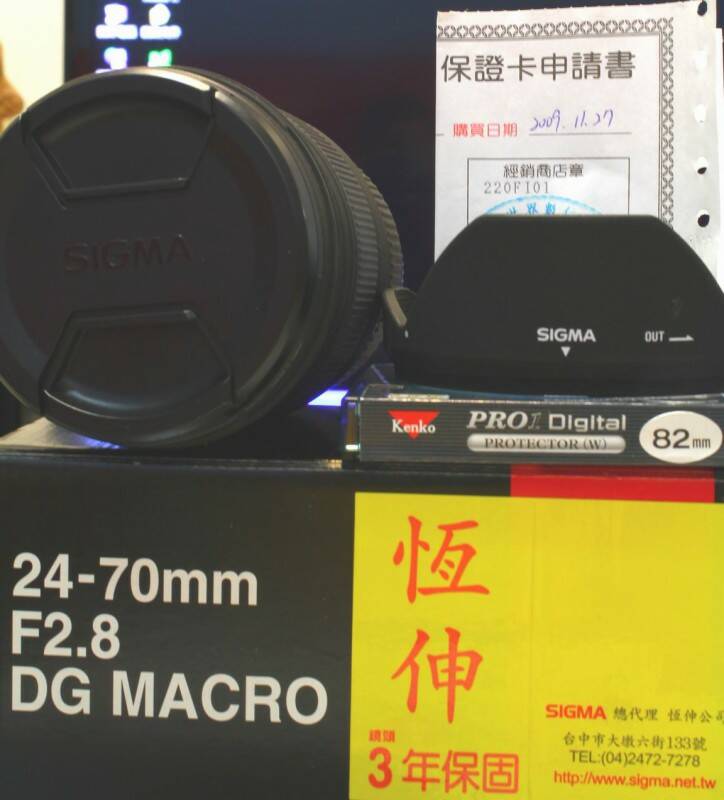 保證卡申請書
購買日期 2009.11.27
經銷商店章
220FI01
SIGMA
SIGMA
OUT
Kenko
PRO1 Digital
PROTECTOR (W)
82mm
24-70mm
F2.8
DG MACRO
恆伸
鏡頭
3年保固
SIGMA 總代理 恆伸公司
台中市大墩六街133號
TEL:(04)2472-7278
http://www.sigma.net.tw